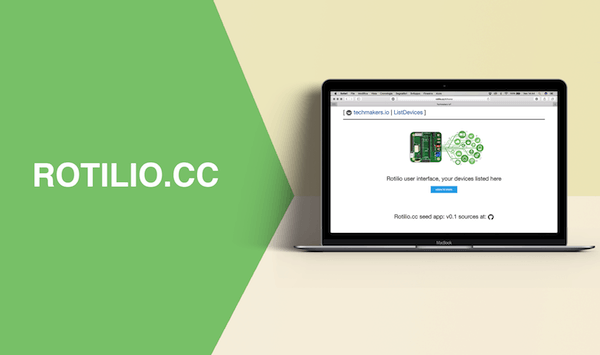 ROTILIO.CC
[ techmakers.io | ListDevices ]
Rotilio user interface, your devices listed here
Rotilio.cc seed app: v0.1 sources at:
MacBook